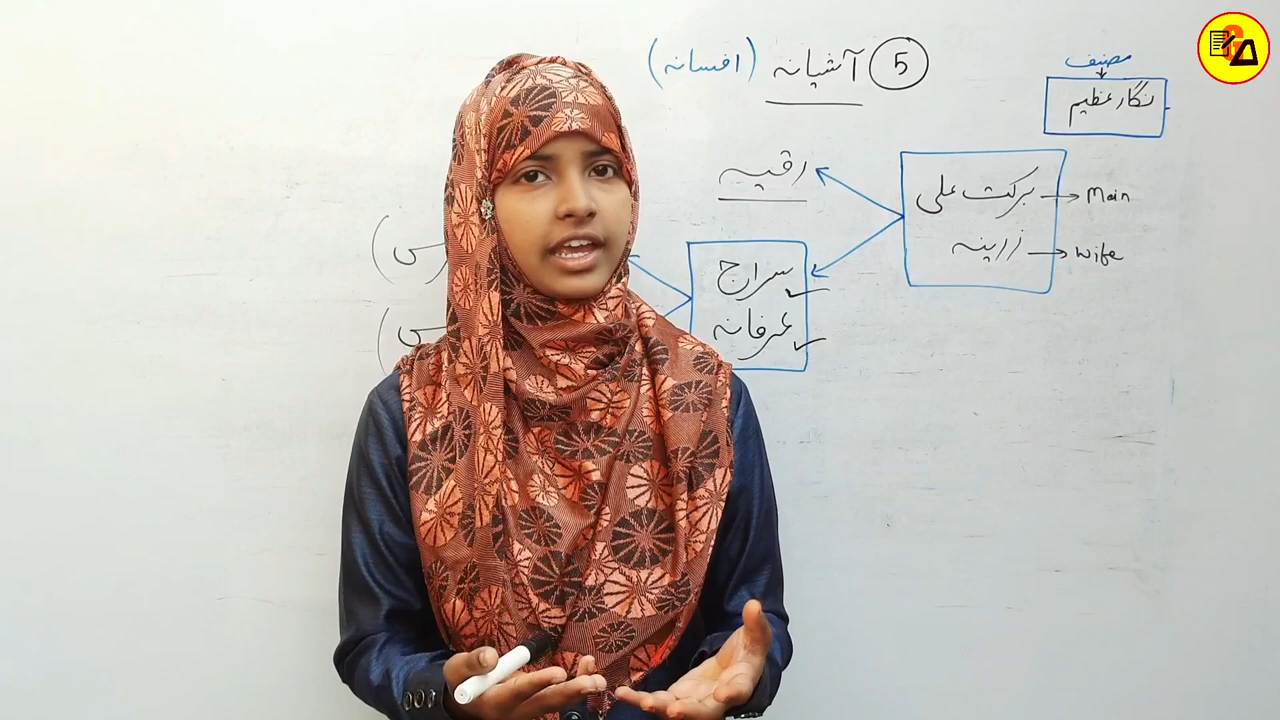 ⑤ آشیانہ (افسانہ)
مصنف
نگار عظیم
برکت علی → Main
زرینہ → Wife
رقیہ
سراج
عرفانہ